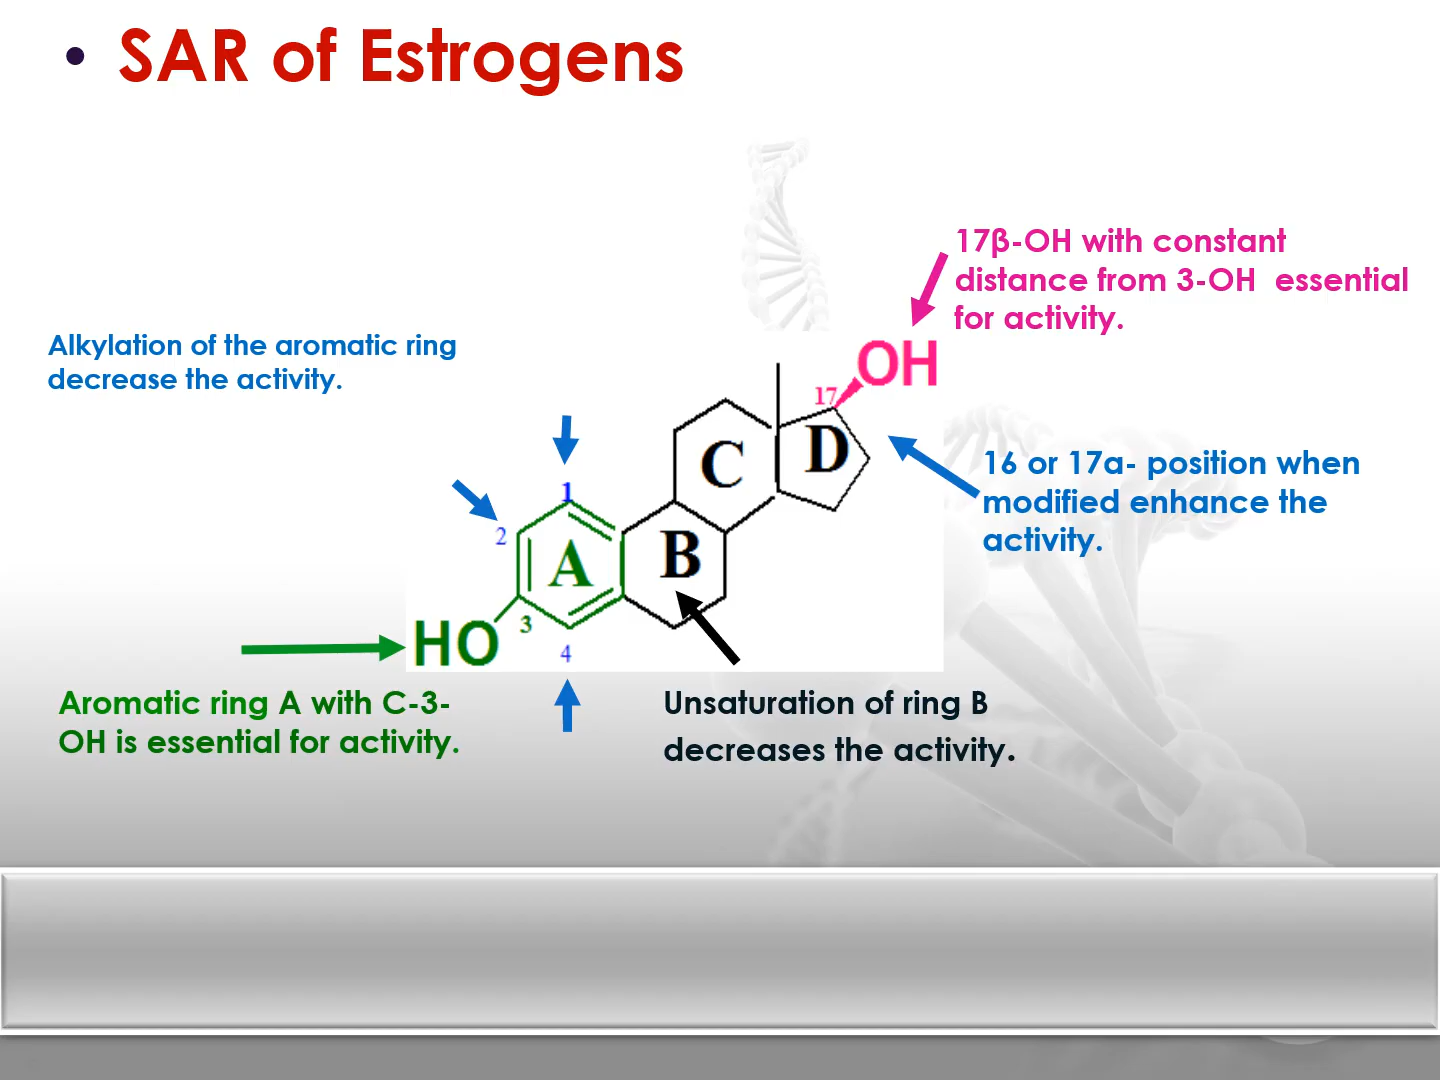 • SAR of Estrogens
17β-OH with constant
distance from 3-OH essential
for activity.
Alkylation of the aromatic ring
decrease the activity.
OH
17
D
C
16 or 17a- position when
modified enhance the
activity.
1
2
A
B
3
HO
4
Aromatic ring A with C-3-
OH is essential for activity.
Unsaturation of ring B
decreases the activity.